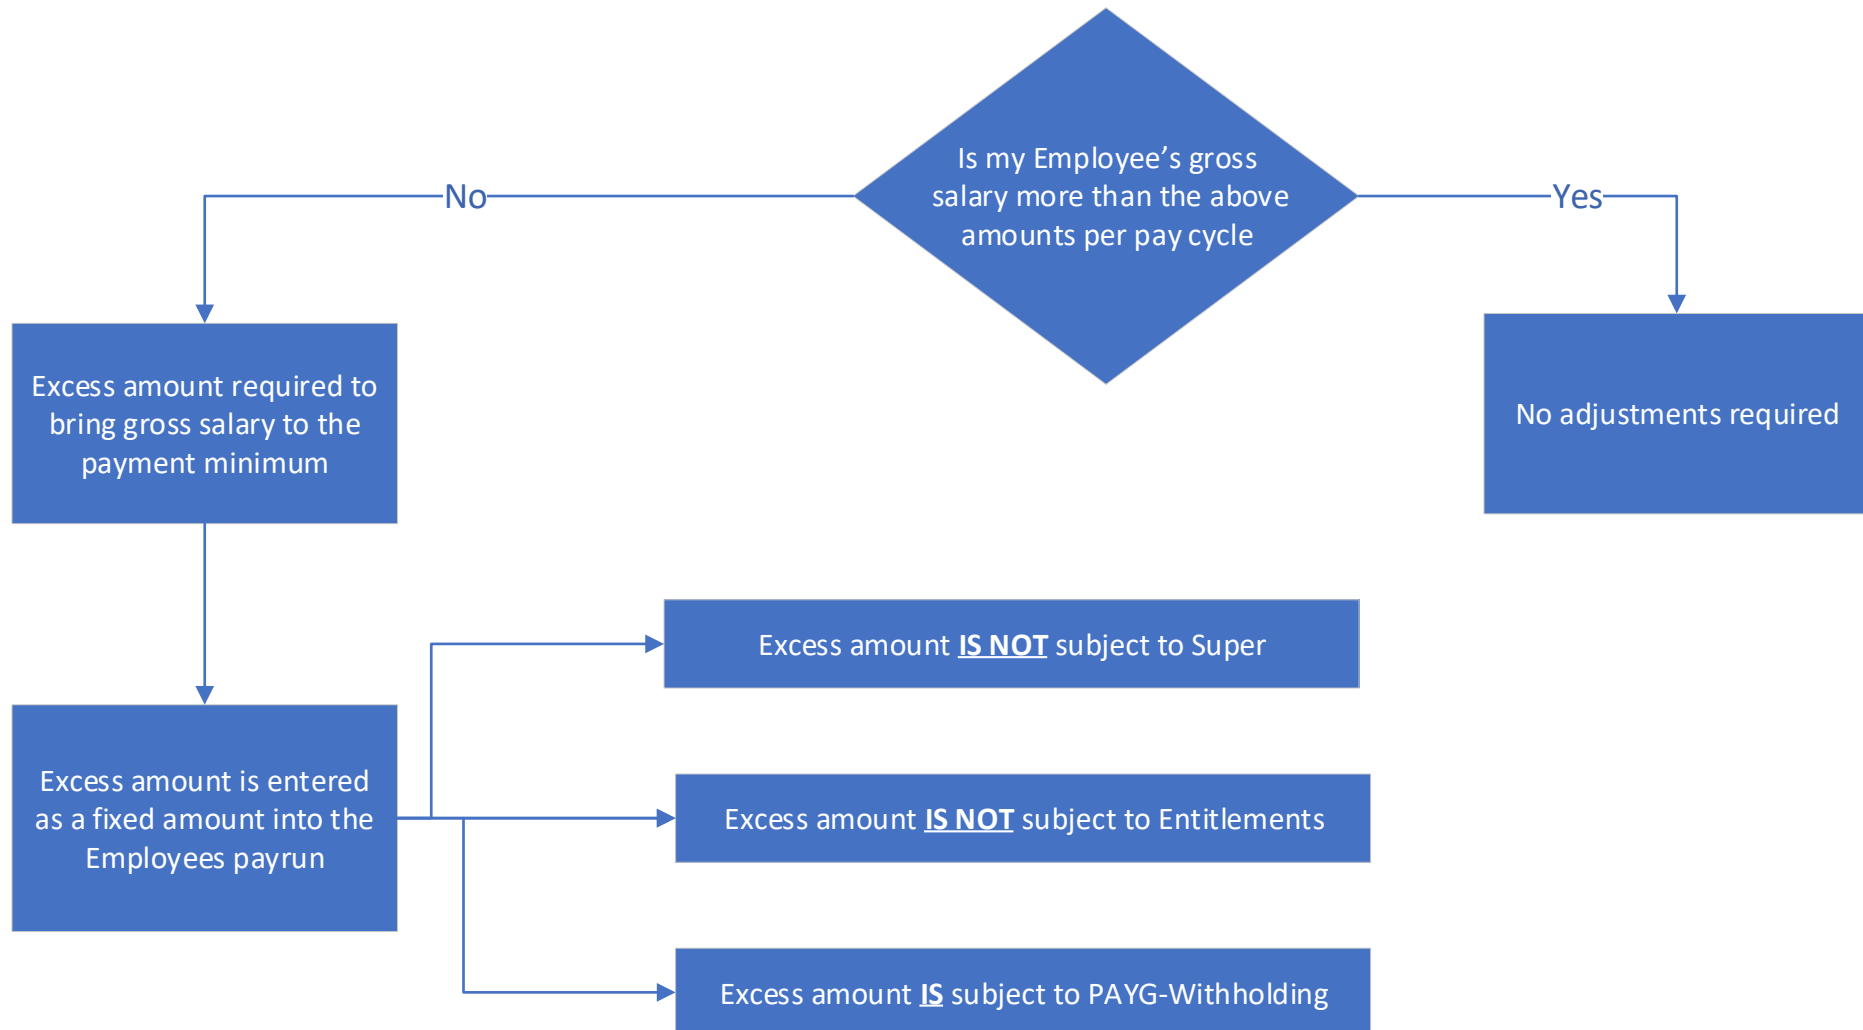 Is my Employee’s gross
salary more than the above
amounts per pay cycle
No
Yes
Excess amount required to
bring gross salary to the
payment minimum
No adjustments required
Excess amount IS NOT subject to Super
Excess amount is entered
as a fixed amount into the
Employees payrun
Excess amount IS NOT subject to Entitlements
Excess amount IS subject to PAYG-Withholding